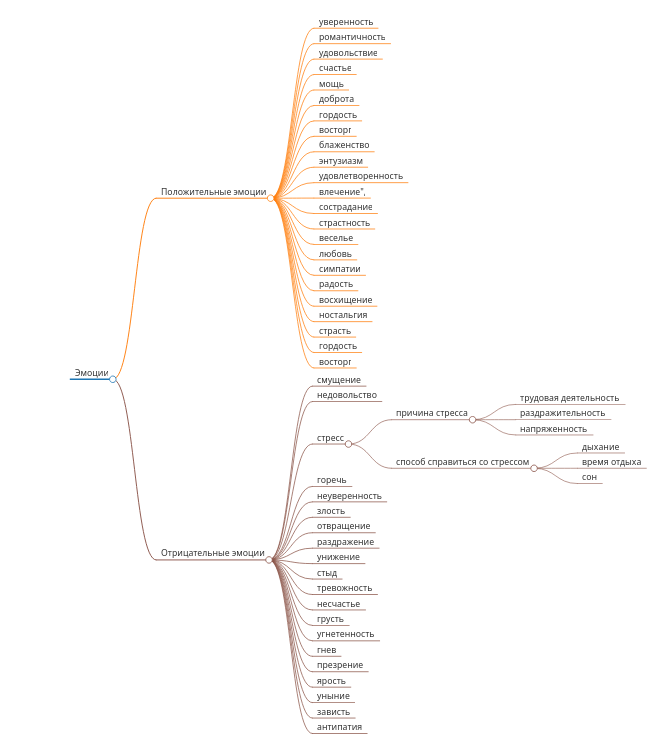 Эмоции
Положительные эмоции
уверенность
романтичность
удовольствие
счастье
мощь
доброта
гордость
восторг
блаженство
энтузиазм
удовлетворенность
влечение",
сострадание
страстность
веселье
любовь
симпатии
радость
восхищение
ностальгия
страсть
гордость
восторг
Отрицательные эмоции
смущение
недовольство
стресс
причина стресса
трудовая деятельность
раздражительность
напряженность
способ справиться со стрессом
дыхание
время отдыха
сон
горечь
неуверенность
злость
отвращение
раздражение
унижение
стыд
тревожность
несчастье
грусть
угнетенность
гнев
презрение
ярость
уныние
зависть
антипатия